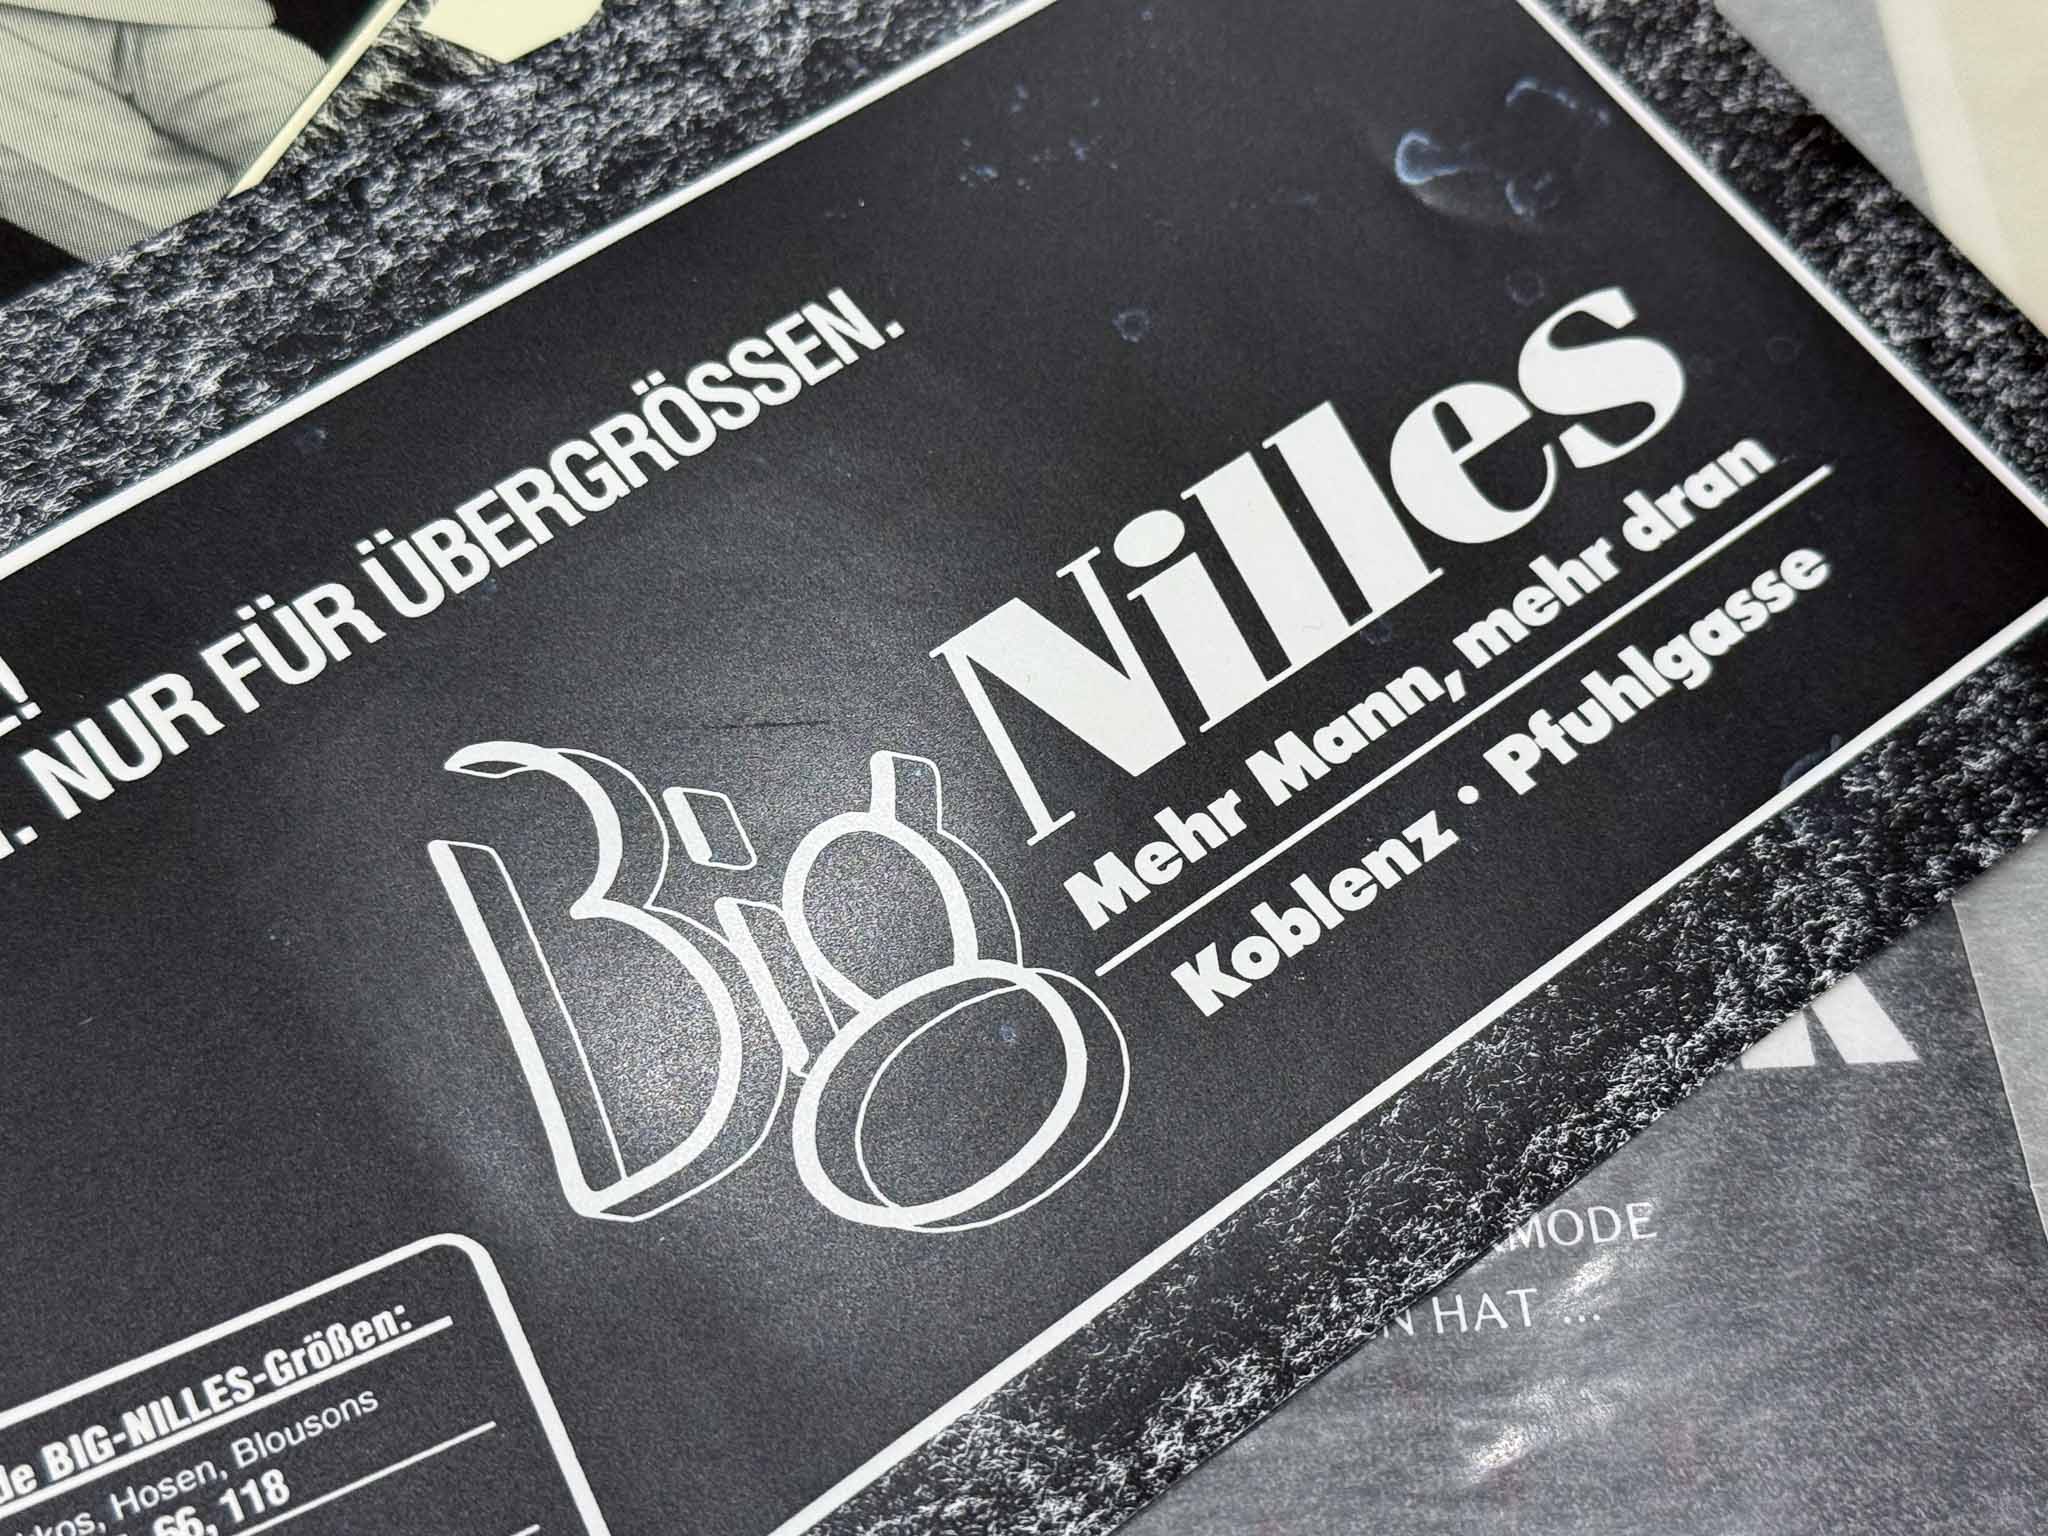 NUR FÜR ÜBERGRÖSSEN.
Big Nilles
Mehr Mann, mehr dran
Koblenz • Pfuhlgasse
BIG-NILLES-Größen:
Hosen, Blousons
66, 118
MODE
HAT ...